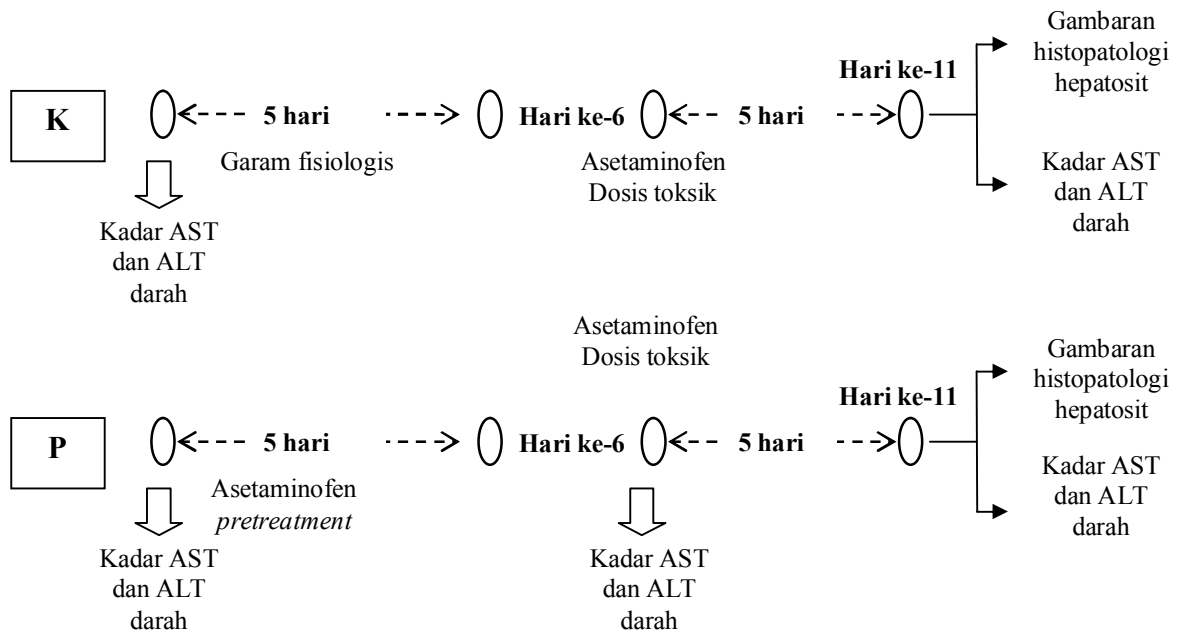 K
5 hari
Garam fisiologis
Kadar AST
dan ALT
darah
Hari ke-6
Asetaminofen
Dosis toksik
5 hari
Hari ke-11
Gambaran
histopatologi
hepatosit
Kadar AST
dan ALT
darah
P
5 hari
Asetaminofen
pretreatment
Kadar AST
dan ALT
darah
Hari ke-6
Asetaminofen
Dosis toksik
Kadar AST
dan ALT
darah
5 hari
Hari ke-11
Gambaran
histopatologi
hepatosit
Kadar AST
dan ALT
darah